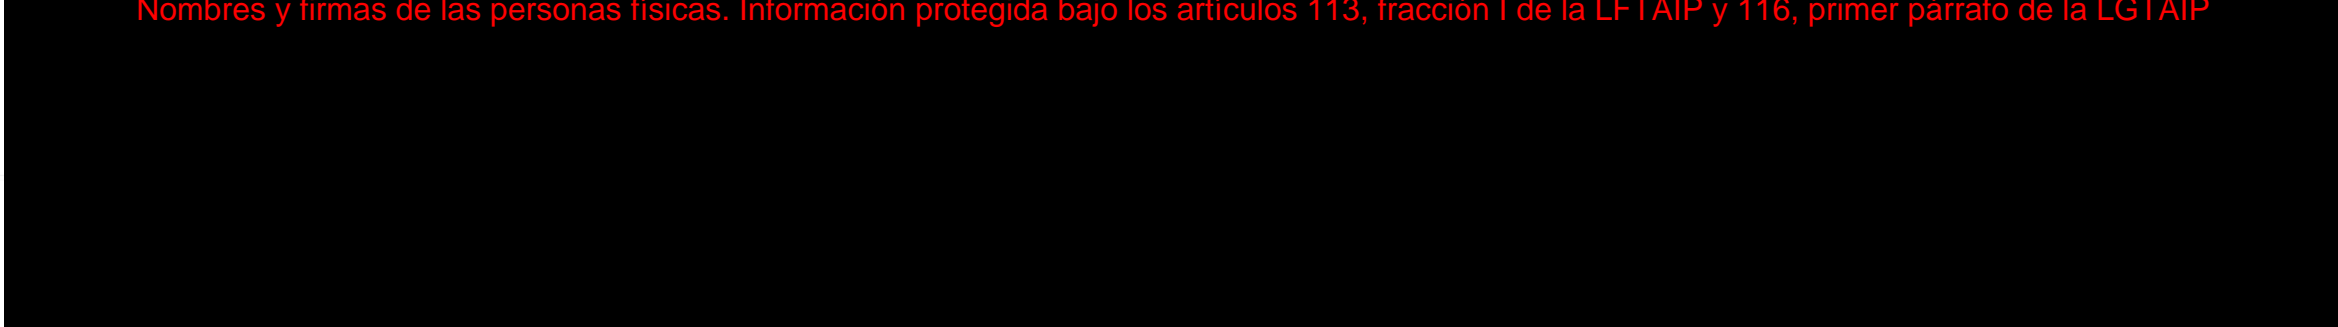 Nombres y firmas de las personas físicas. Información protegida bajo los artículos 113, fracción I de la LFTAIP y 116, primer párrafo de la LGTAIP